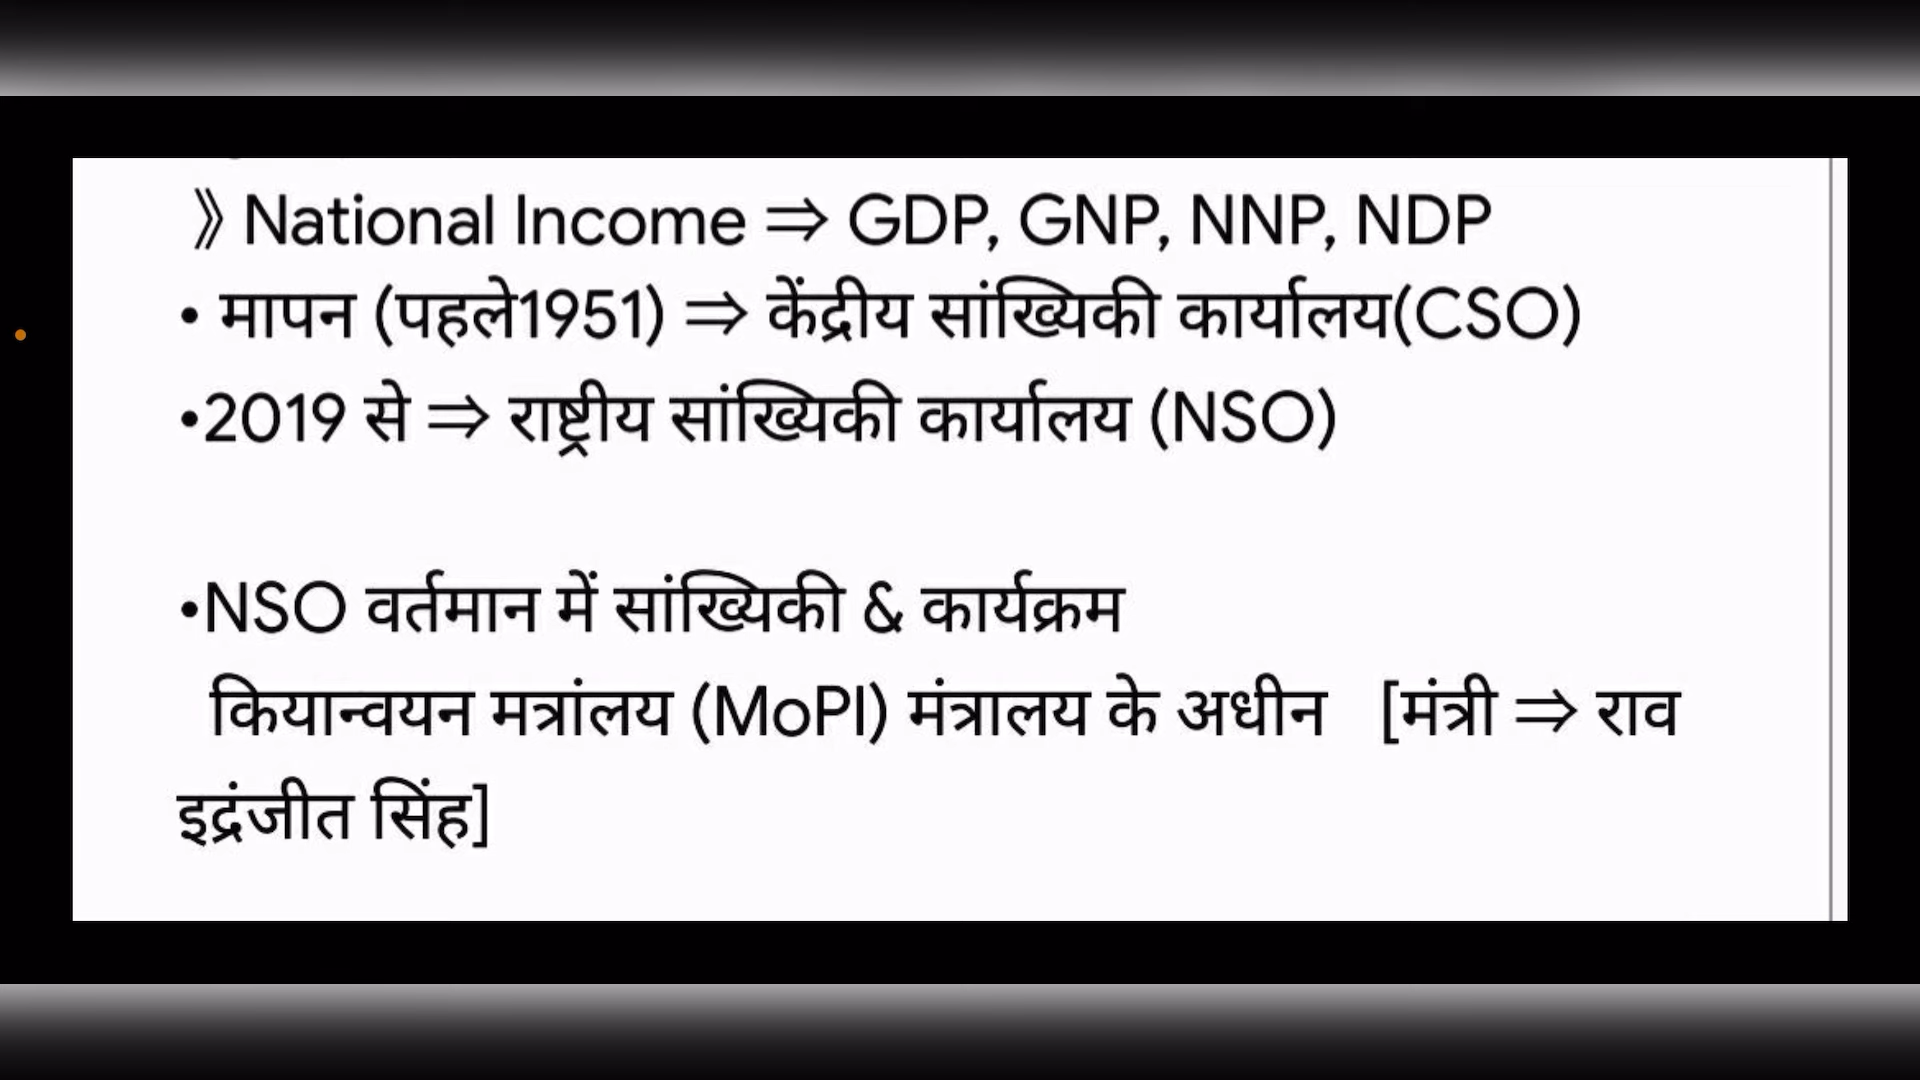 》National Income ⇒ GDP, GNP, NNP, NDP
• मापन (पहले1951) ⇒ केंद्रीय सांख्यिकी कार्यालय(CSO)
•2019 से ⇒ राष्ट्रीय सांख्यिकी कार्यालय (NSO)
•NSO वर्तमान में सांख्यिकी & कार्यक्रम
कियान्वयन मत्रांलय (MoPI) मंत्रालय के अधीन [मंत्री ⇒ राव
इद्रंजीत सिंह]